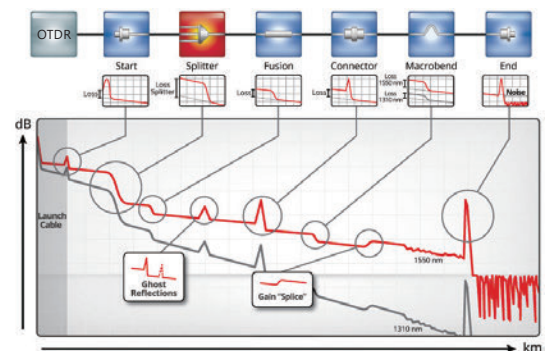 OTDR
Start
Splitter
Fusion
Connector
Macrobend
End
Loss
Loss
Splitter
Loss
Loss
Loss
1550 nm
Loss
1310 nm
Noise
dB
Launch
Cable
Ghost
Reflections
Gain "Splice"
1550 nm
1310 nm
km